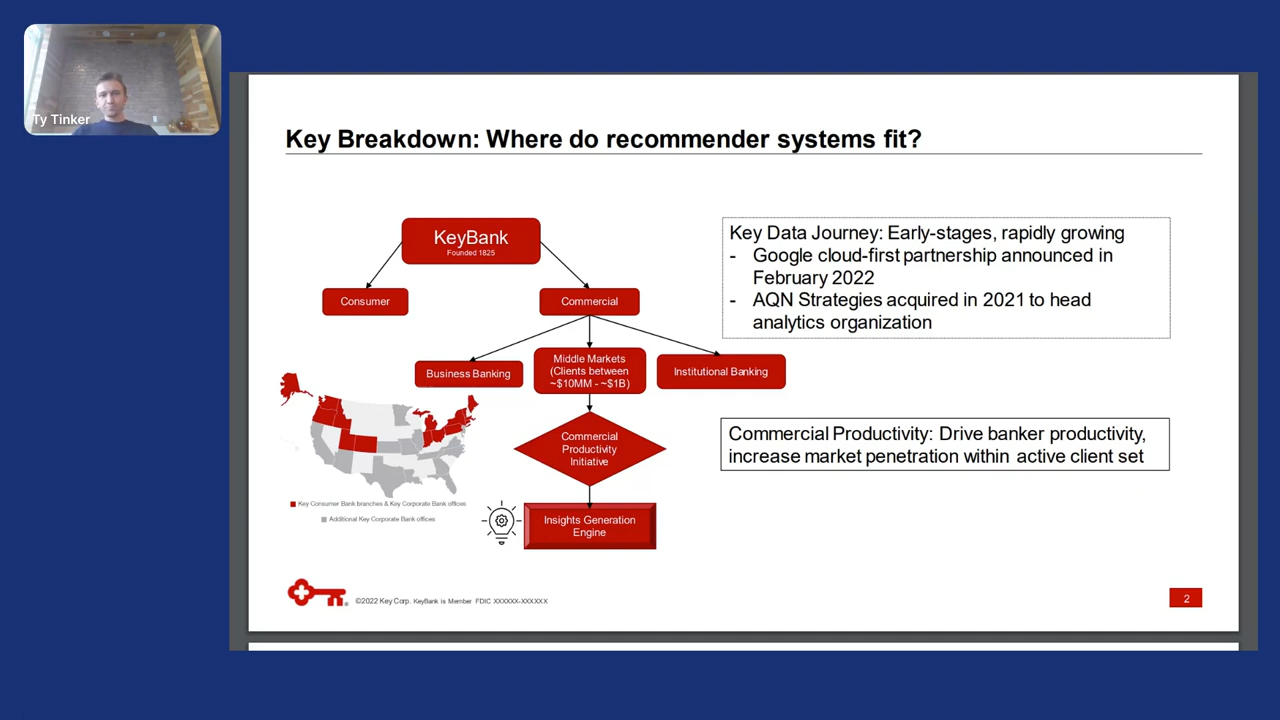 Ty Tinker
Key Breakdown: Where do recommender systems fit?
KeyBank
Founded 1825
Consumer
Commercial
Business Banking
Middle Markets
(Clients between
~$10MM - ~$1B)
Institutional Banking
Commercial
Productivity
Initiative
Insights Generation
Engine
Key Consumer Bank branches & Key Corporate Bank offices
Additional Key Corporate Bank offices
Key Data Journey: Early-stages, rapidly growing
- Google cloud-first partnership announced in
February 2022
- AQN Strategies acquired in 2021 to head
analytics organization
Commercial Productivity: Drive banker productivity,
increase market penetration within active client set
©2022 Key Corp. KeyBank is Member FDIC XXXXXX-XXXXXX
2